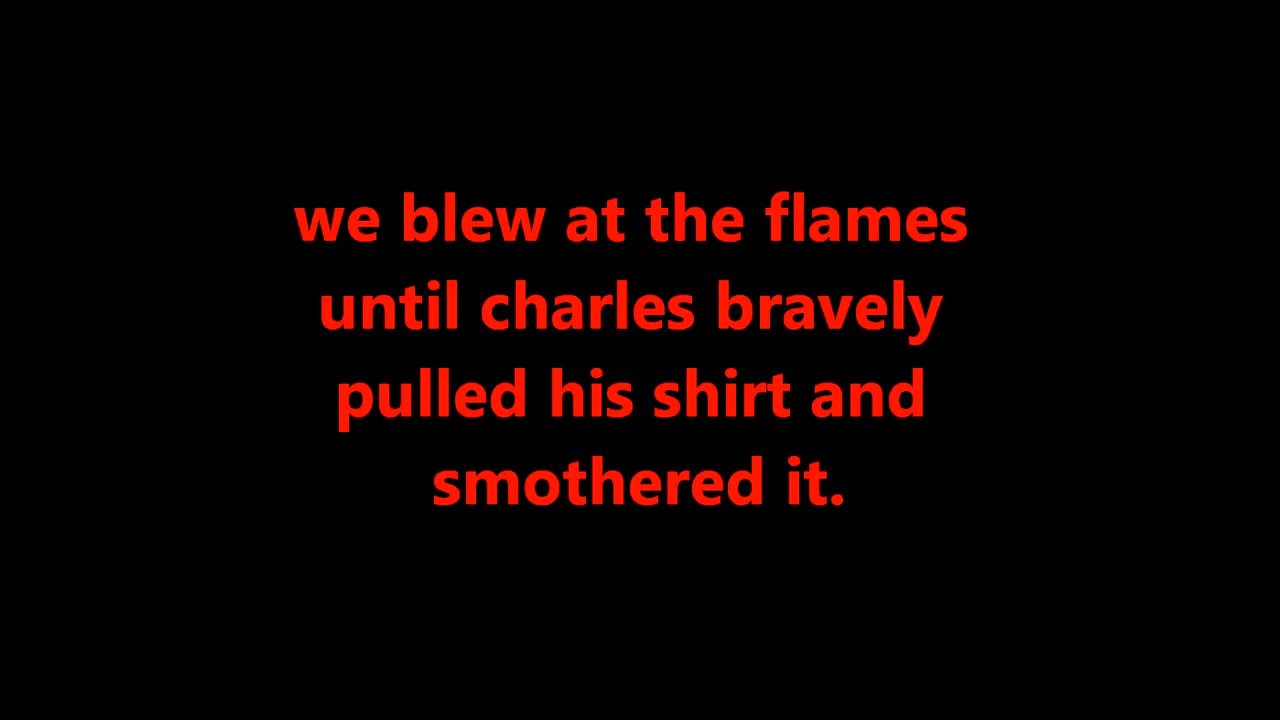 we blew at the flames
until charles bravely
pulled his shirt and
smothered it.